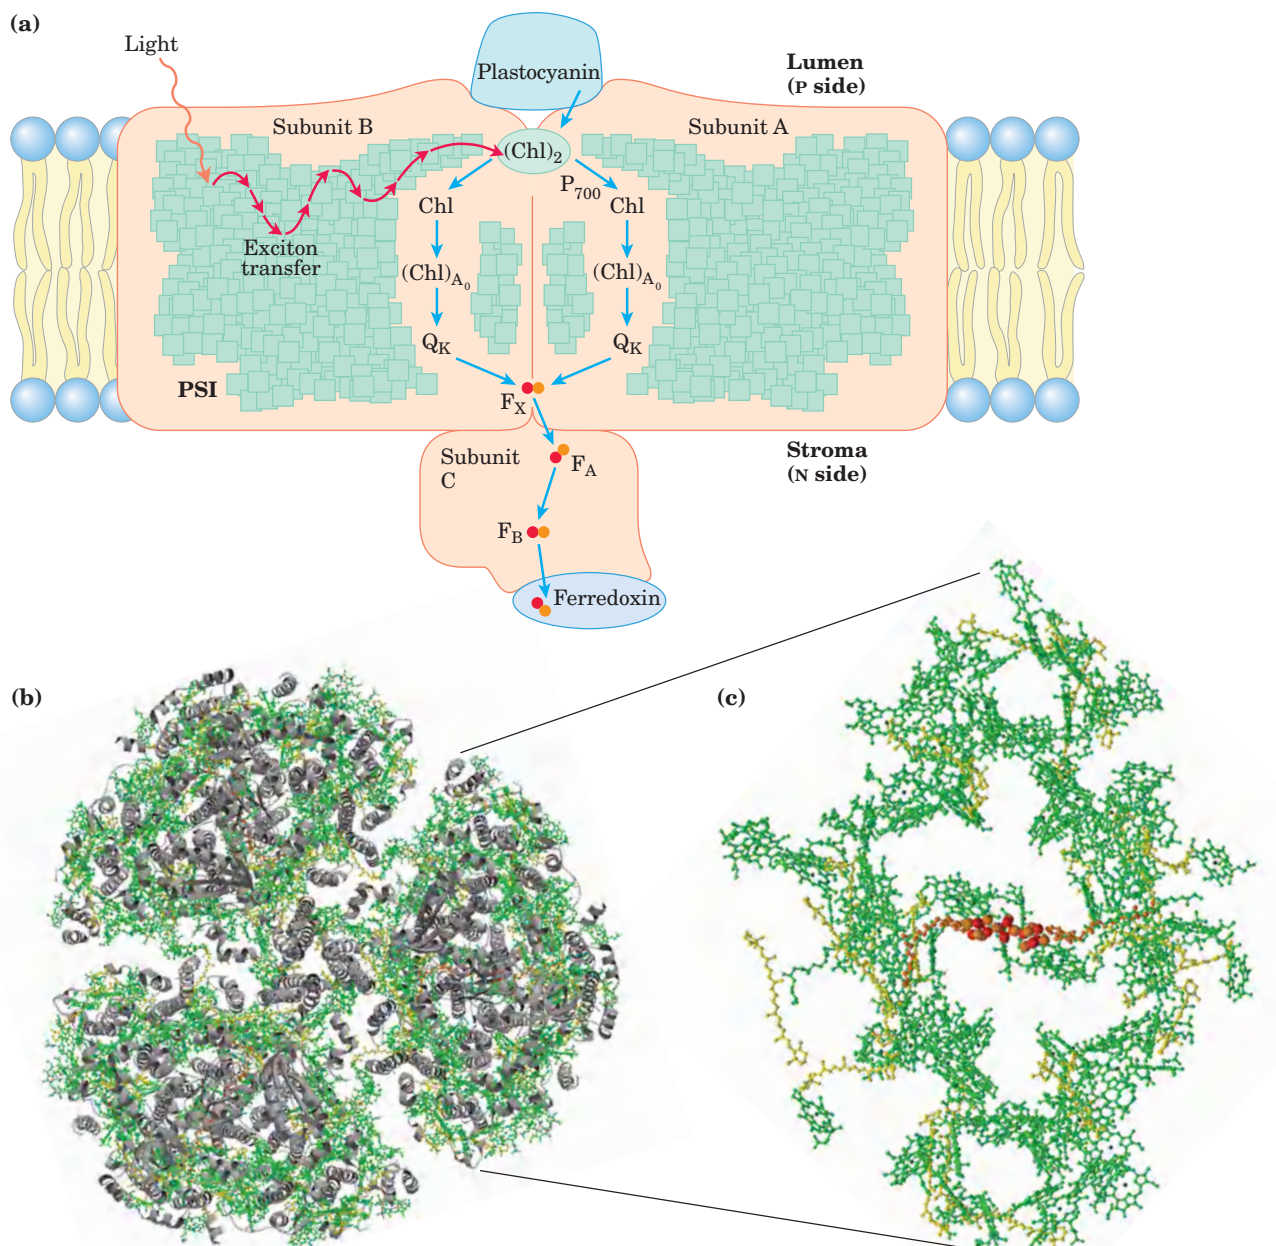 (a)
Light
Plastocyanin
Lumen
(P side)
Subunit B
Subunit A
(Chl)₂
P₇₀₀
Chl
Chl
Exciton
transfer
(Chl)A₀
(Chl)A₀
QK
QK
PSI
FX
Stroma
(N side)
Subunit
C
FA
FB
Ferredoxin
(b)
(c)